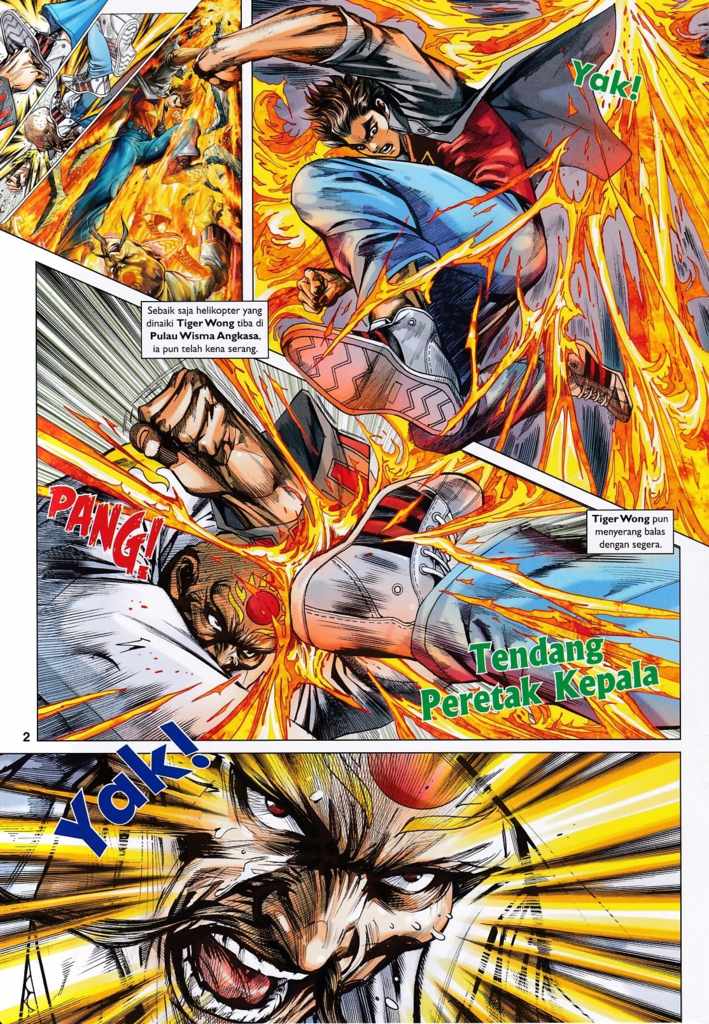 Yak!
Sebaik saja helikopter yang
dinaiki Tiger Wong tiba di
Pulau Wisma Angkasa,
ia pun telah kena serang.
PANG!
Tiger Wong pun
menyerang balas
dengan segera.
Tendang
Peretak Kepala
2
Yak!